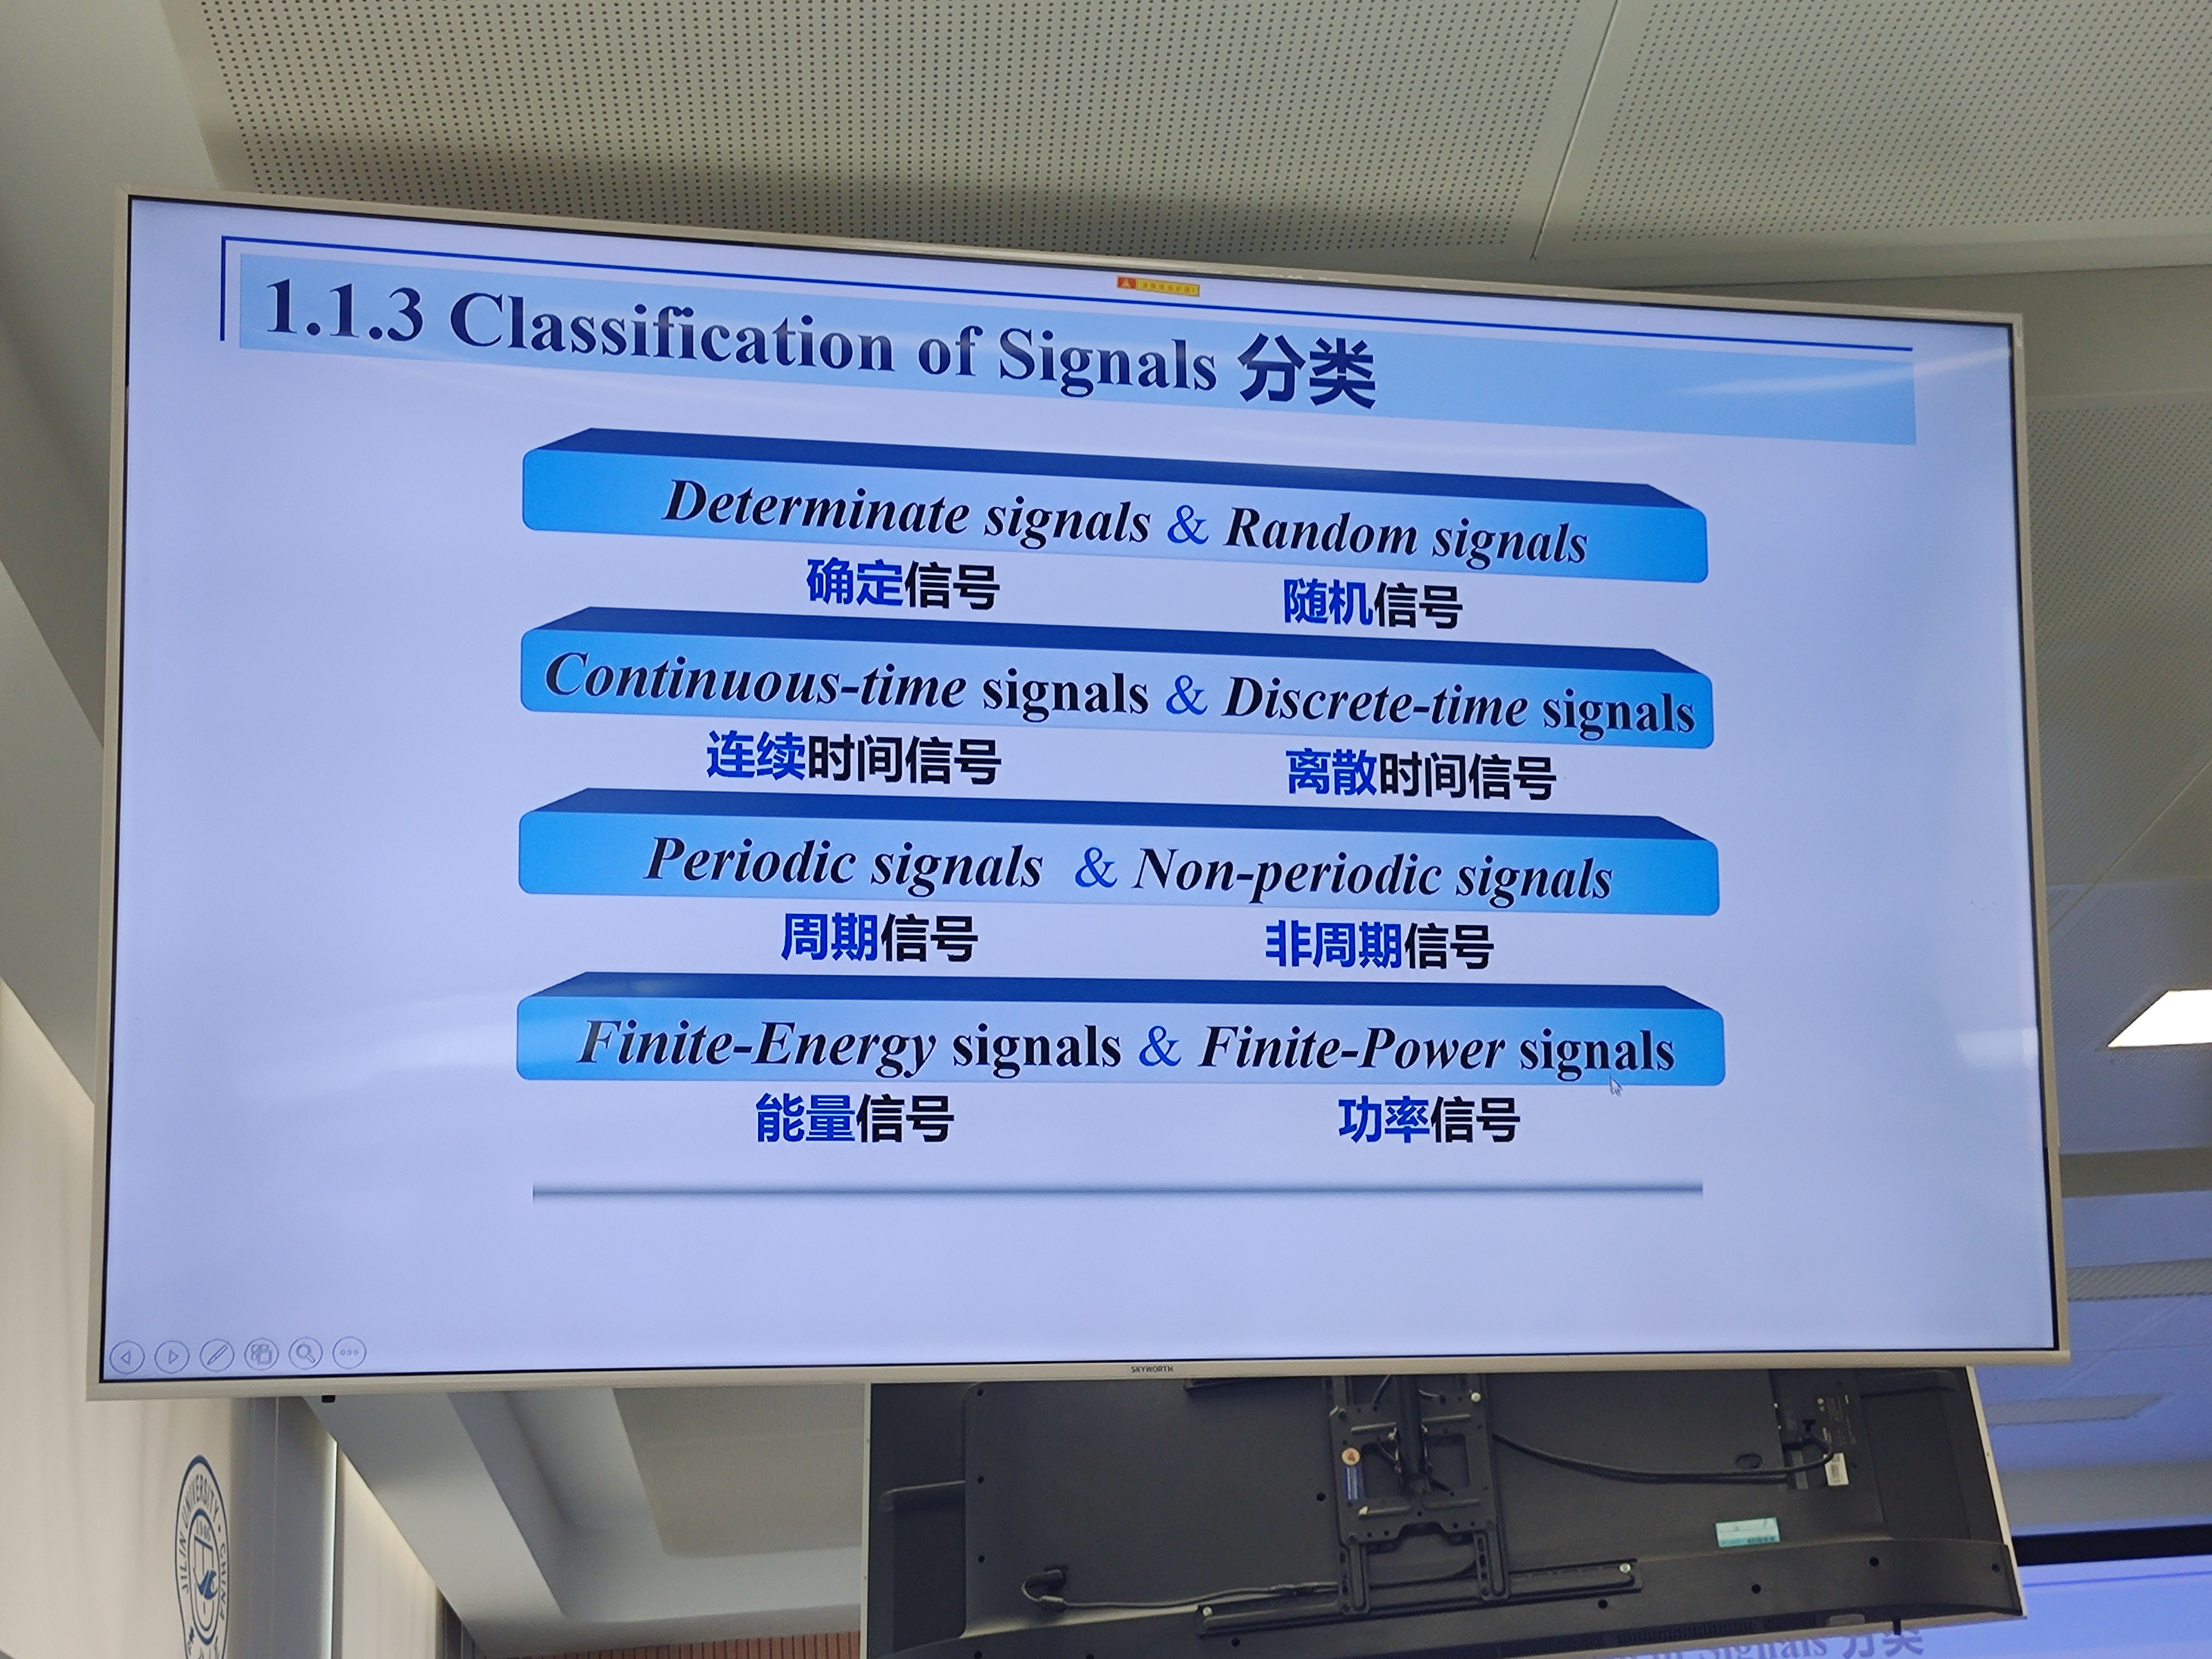 1.1.3 Classification of Signals 分类
Determinate signals & Random signals
确定信号 随机信号
Continuous-time signals & Discrete-time signals
连续时间信号 离散时间信号
Periodic signals & Non-periodic signals
周期信号 非周期信号
Finite-Energy signals & Finite-Power signals
能量信号 功率信号
SKYWORTH
JILIN UNIVERSITY · CHINA
Signals 分类